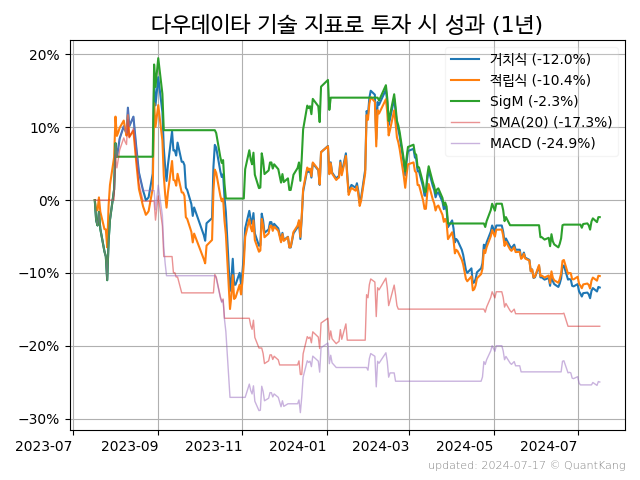 다우데이타 기술 지표로 투자 시 성과 (1년)
20%
10%
0%
−10%
−20%
−30%
거치식 (-12.0%)
적립식 (-10.4%)
SigM (-2.3%)
SMA(20) (-17.3%)
MACD (-24.9%)
2023-07
2023-09
2023-11
2024-01
2024-03
2024-05
2024-07
updated: 2024-07-17 © QuantKang